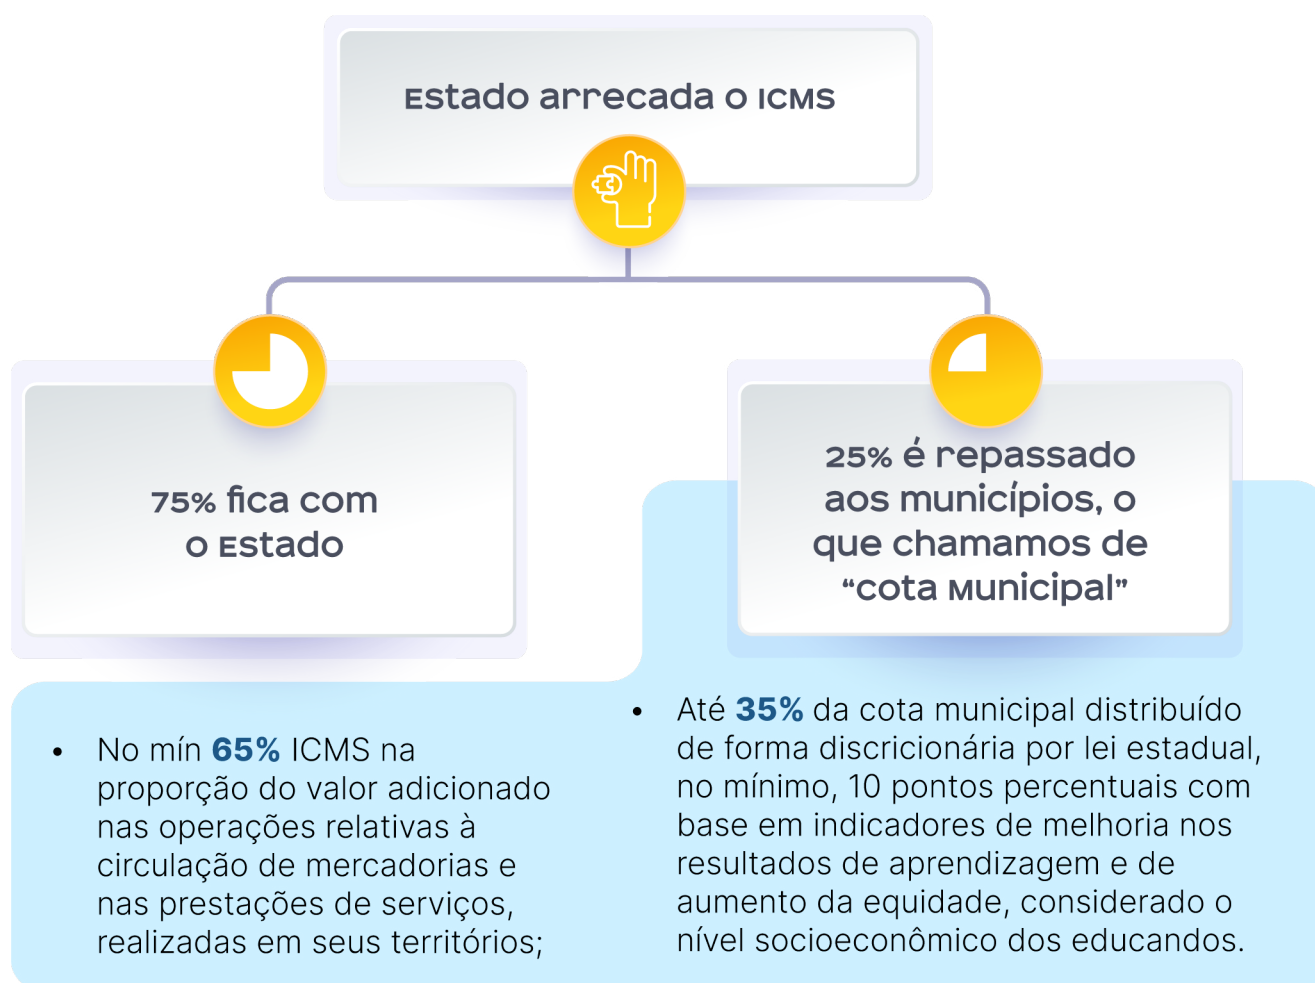 Estado arrecada o ICMS
75% fica com
o Estado
25% é repassado
aos municípios, o
que chamamos de
“cota Municipal”
• No mín 65% ICMS na
proporção do valor adicionado
nas operações relativas à
circulação de mercadorias e
nas prestações de serviços,
realizadas em seus territórios;
• Até 35% da cota municipal distribuído
de forma discricionária por lei estadual,
no mínimo, 10 pontos percentuais com
base em indicadores de melhoria nos
resultados de aprendizagem e de
aumento da equidade, considerado o
nível socioeconômico dos educandos.